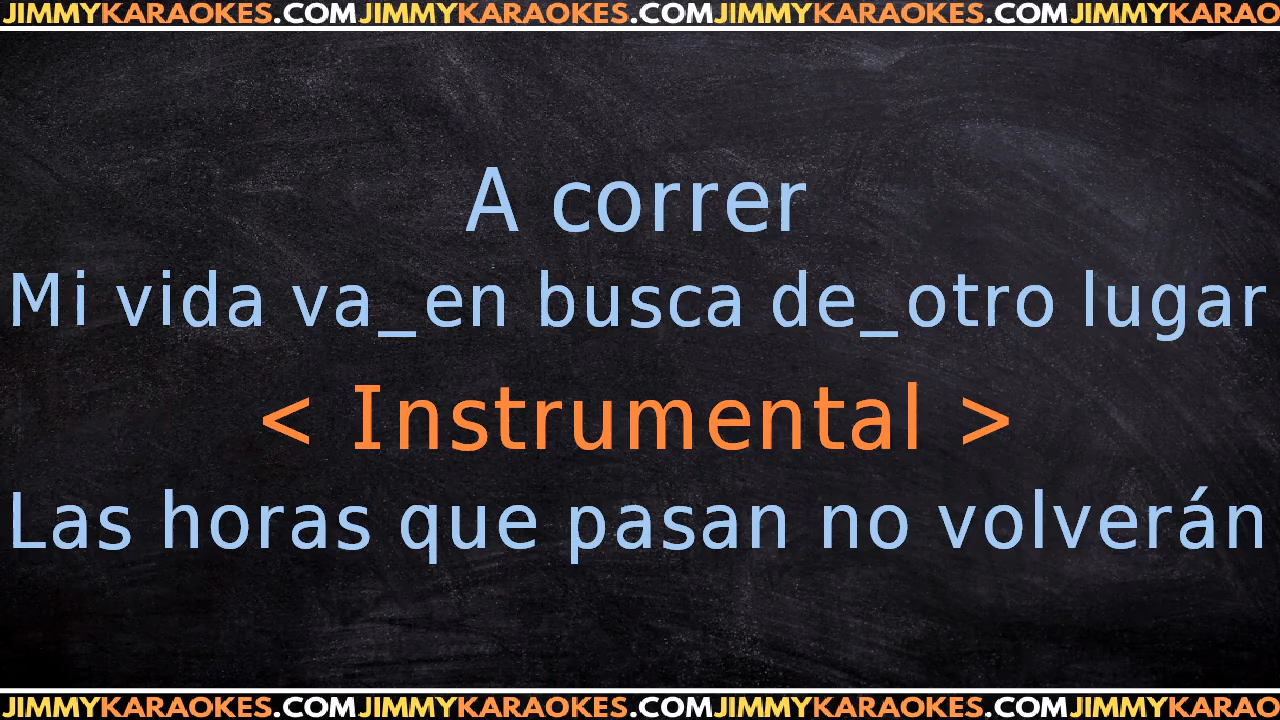 JIMMYKARAOKES.COMJIMMYKARAOKES.COMJIMMYKARAOKES.COMJIMMYKARAO
A correr
Mi vida va_en busca de_otro lugar
< Instrumental >
Las horas que pasan no volverán
JIMMYKARAOKES.COMJIMMYKARAOKES.COMJIMMYKARAOKES.COMJIMMYKARAO